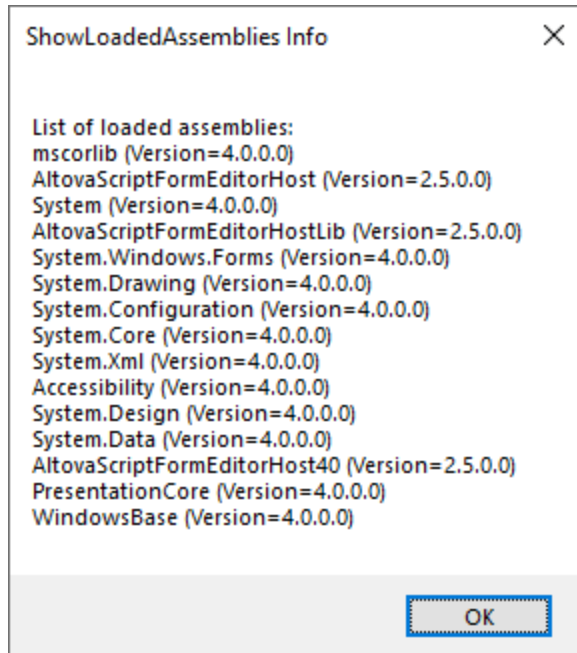 ShowLoadedAssemblies Info
List of loaded assemblies:
mscorlib (Version=4.0.0.0)
AltovaScriptFormEditorHost (Version=2.5.0.0)
System (Version=4.0.0.0)
AltovaScriptFormEditorHostLib (Version=2.5.0.0)
System.Windows.Forms (Version=4.0.0.0)
System.Drawing (Version=4.0.0.0)
System.Configuration (Version=4.0.0.0)
System.Core (Version=4.0.0.0)
System.Xml (Version=4.0.0.0)
Accessibility (Version=4.0.0.0)
System.Design (Version=4.0.0.0)
System.Data (Version=4.0.0.0)
AltovaScriptFormEditorHost40 (Version=2.5.0.0)
PresentationCore (Version=4.0.0.0)
WindowsBase (Version=4.0.0.0)
OK